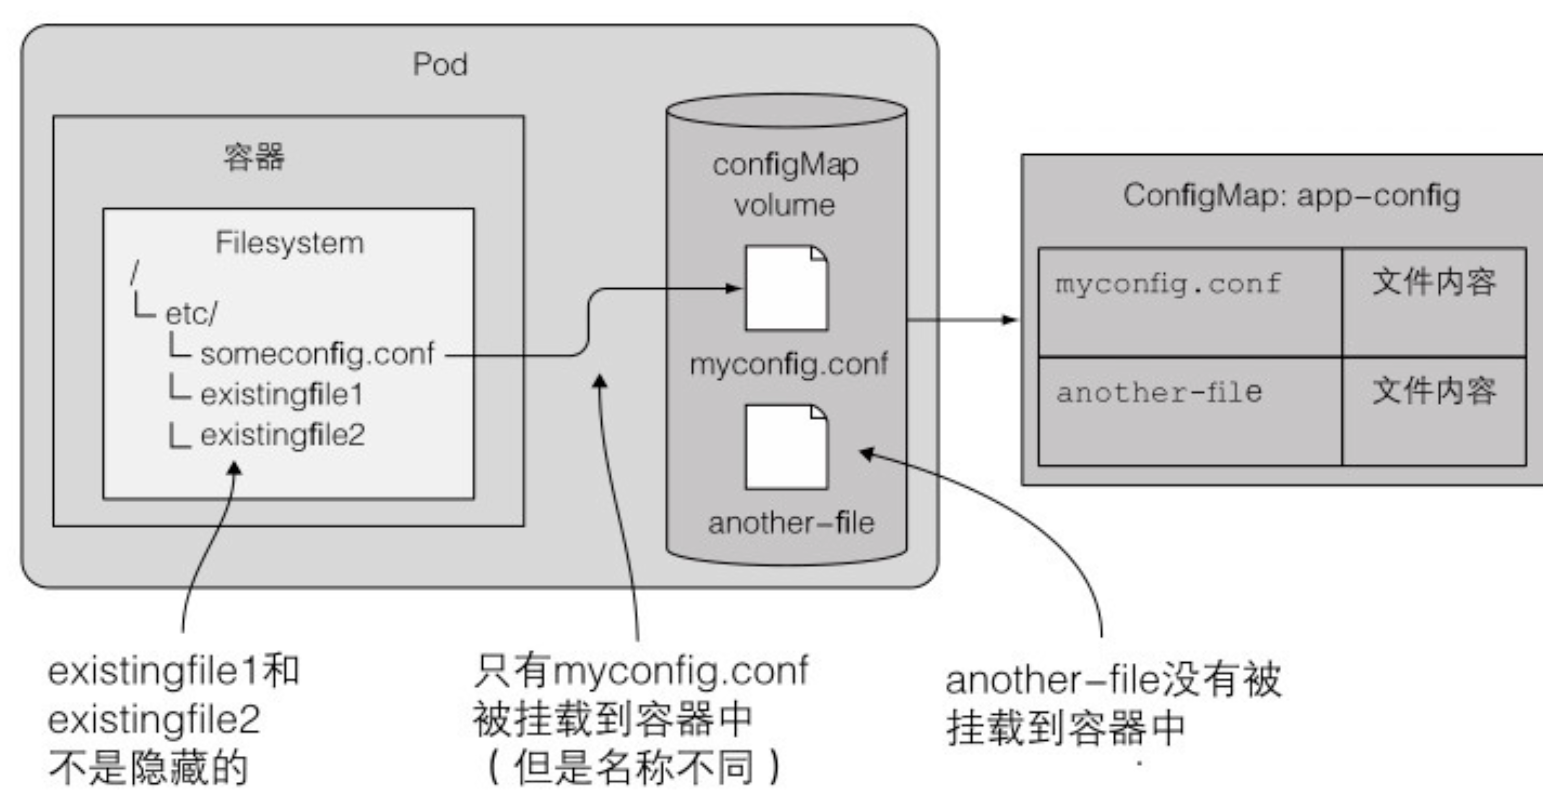 Pod
容器
Filesystem
/
etc/
someconfig.conf
existingfile1
existingfile2
configMap
volume
myconfig.conf
another-file
ConfigMap: app-config
myconfig.conf 文件内容
another-file 文件内容
existingfile1和
existingfile2
不是隐藏的
只有myconfig.conf
被挂载到容器中
（但是名称不同）
another-file没有被
挂载到容器中